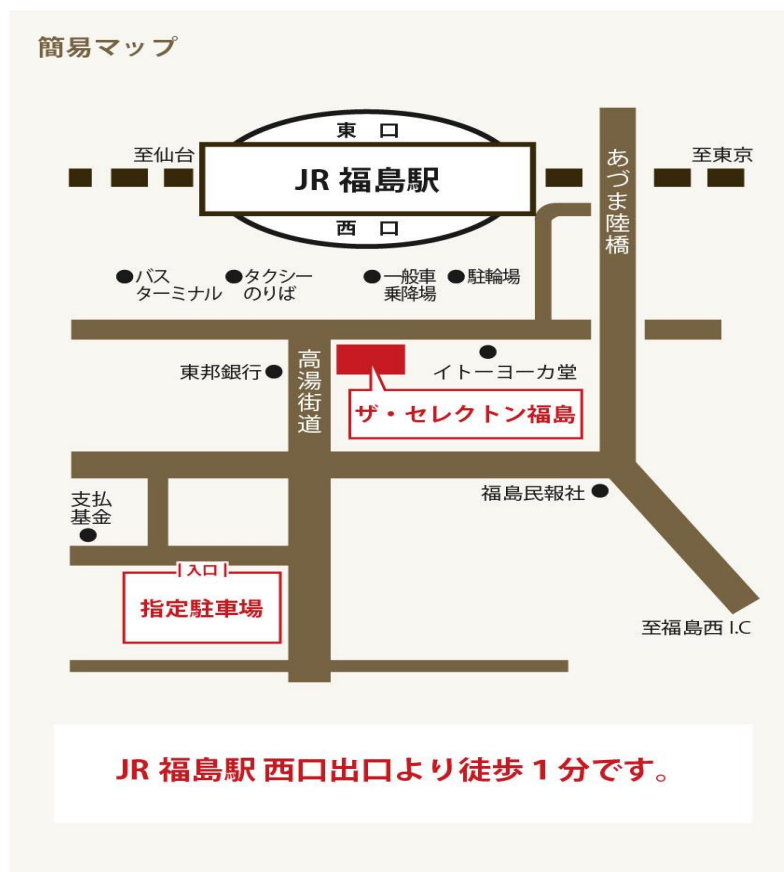 簡易マップ
東 口
至仙台
JR 福島駅
至東京
西 口
あづま陸橋
バス
ターミナル
タクシー
のりば
一般車
乗降場
駐輪場
東邦銀行
高湯街道
イトーヨーカ堂
ザ・セレクトン福島
支払
基金
福島民報社
入口
指定駐車場
至福島西 I.C
JR 福島駅 西口出口より徒歩 1 分です。